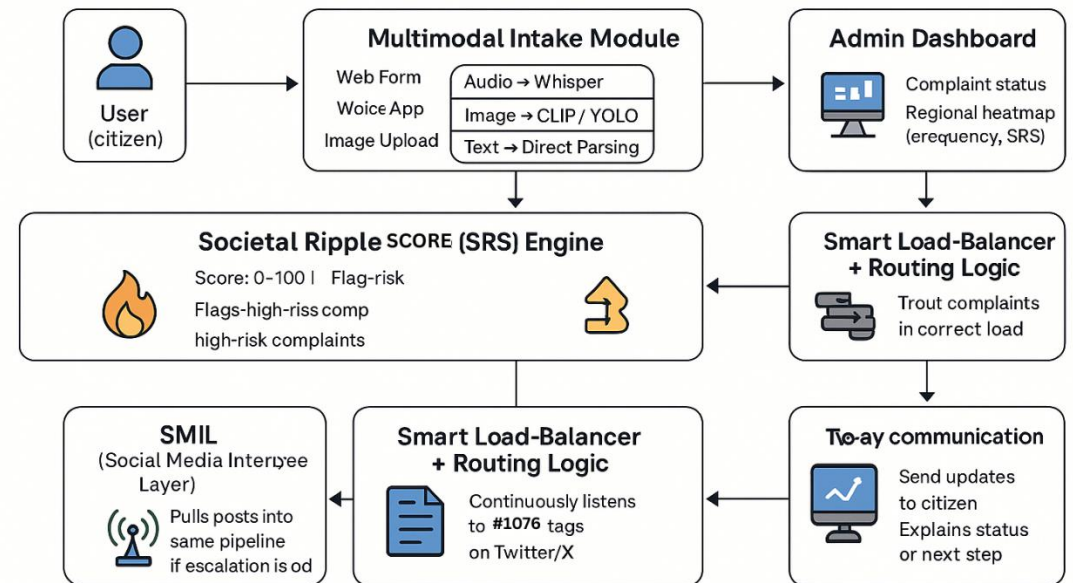 User
(citizen)
Multimodal Intake Module
Web Form
Woice App
Image Upload
Audio → Whisper
Image → CLIP / YOLO
Text → Direct Parsing
Admin Dashboard
Complaint status
Regional heatmap
(erequency, SRS)
Societal Ripple SCORE (SRS) Engine
Score: 0-100 | Flag-risk
Flags-high-riss comp
high-risk complaints
Smart Load-Balancer
+ Routing Logic
Trout complaints
in correct load
SMIL
(Social Media Interpee
Layer)
Pulls posts into
same pipeline
if escalation is od
Smart Load-Balancer
+ Routing Logic
Continuously listens
to #1076 tags
on Twitter/X
communication
Send updates
to citizen
Explains status
or next step